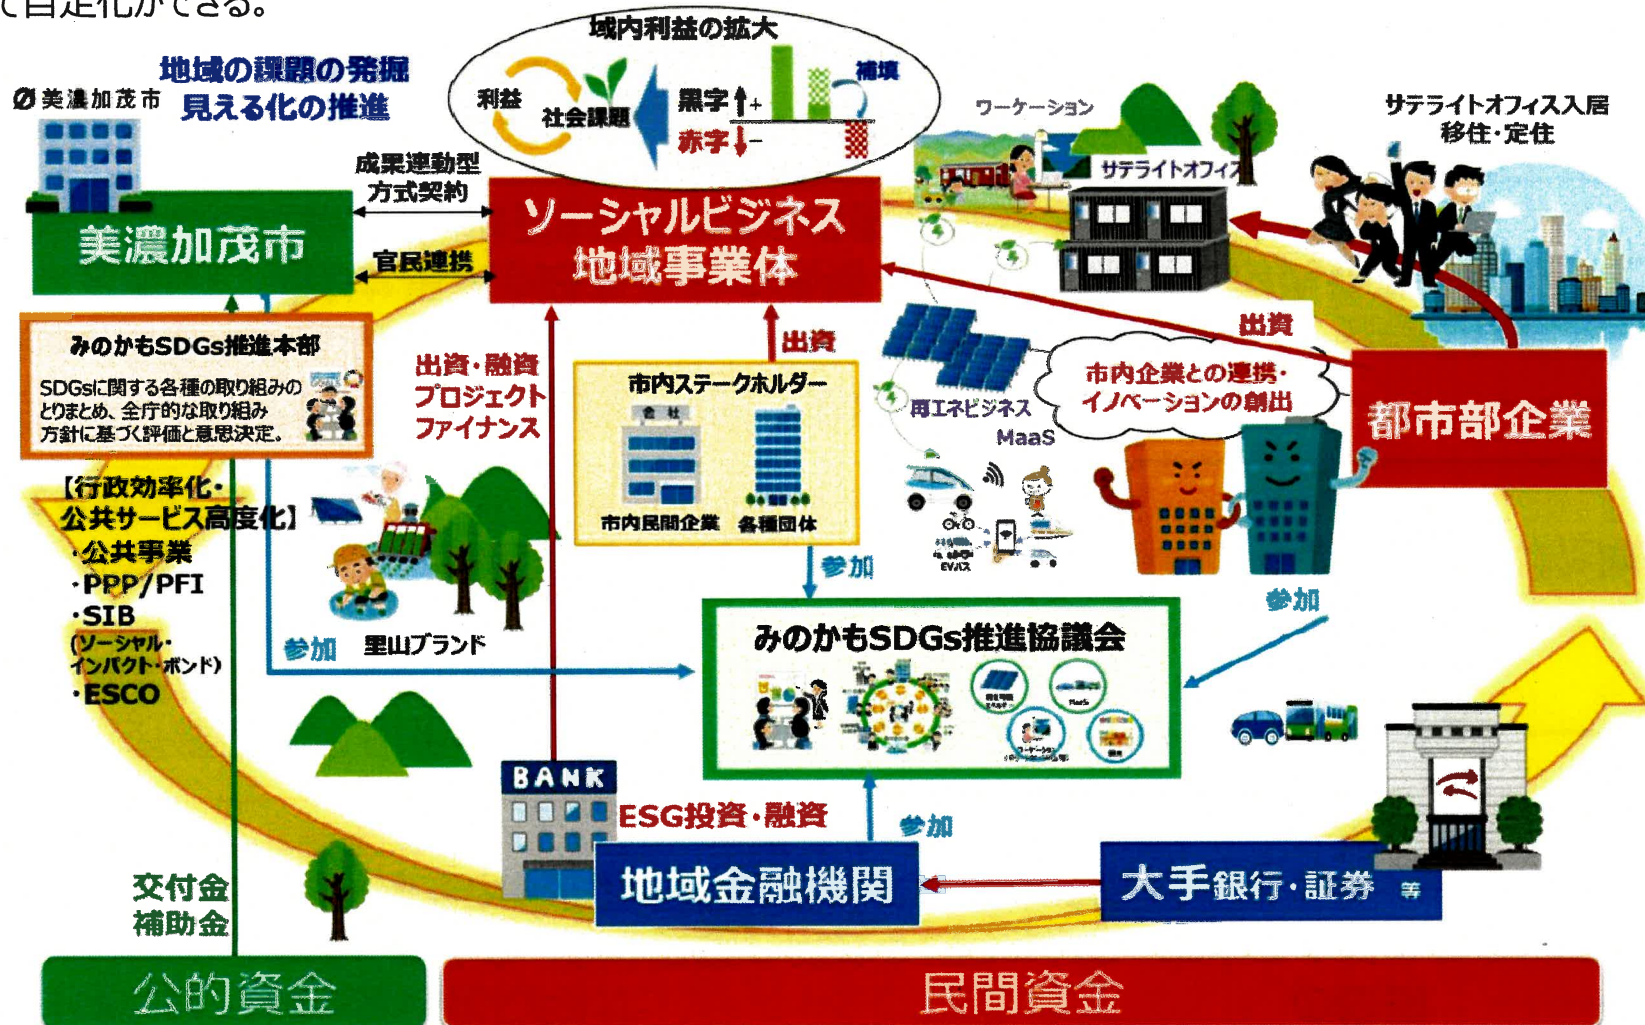 て自走化ができる。
地域の課題の発掘
見える化の推進
美濃加茂市
美濃加茂市
成果連動型
方式契約
官民連携
域内利益の拡大
利益
社会課題
黒字 +
赤字 −
補填
ソーシャルビジネス
地域事業体
ワーケーション
サテライトオフィス
サテライトオフィス入居
移住・定住
みのかもSDGs推進本部
SDGsに関する各種の取り組みの
とりまとめ、全庁的な取り組み
方針に基づく評価と意思決定。
出資・融資
プロジェクト
ファイナンス
出資
市内ステークホルダー
会社
市内民間企業
各種団体
再エネビジネス
MaaS
EVバス
出資
市内企業との連携・
イノベーションの創出
都市部企業
【行政効率化・
公共サービス高度化】
・公共事業
・PPP/PFI
・SIB
(ソーシャル・
インパクト・ボンド)
・ESCO
里山ブランド
参加
参加
参加
みのかもSDGs推進協議会
MaaS
ワーケーション
BANK
ESG投資・融資
参加
地域金融機関
大手銀行・証券 等
交付金
補助金
公的資金
民間資金